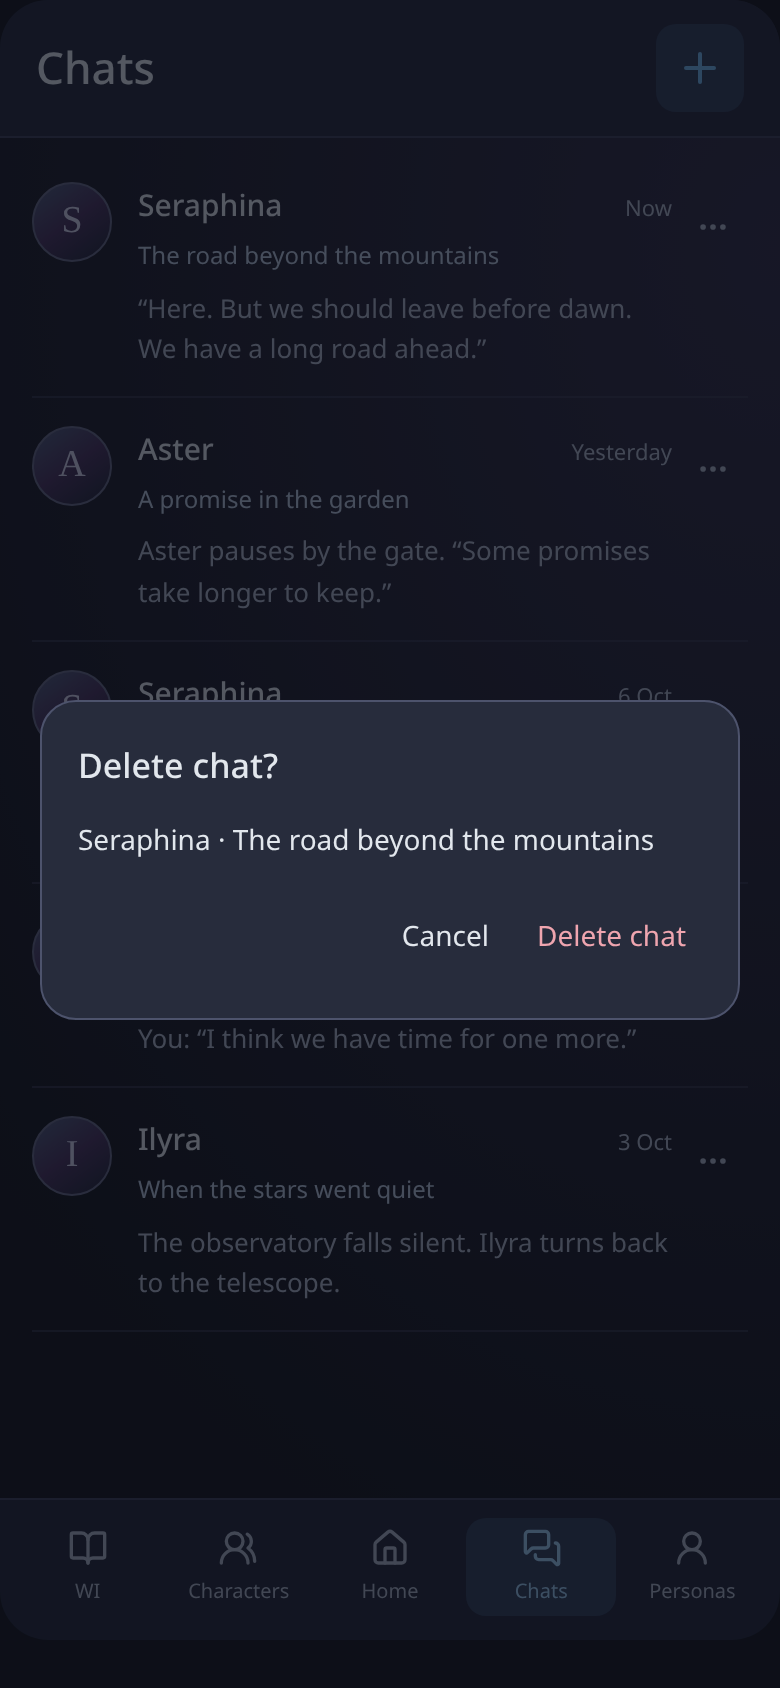 Chats
S
Seraphina
Now
...
The road beyond the mountains
“Here. But we should leave before dawn.
We have a long road ahead.”
A
Aster
Yesterday
...
A promise in the garden
Aster pauses by the gate. “Some promises
take longer to keep.”
S
Seraphina
6 Oct
Delete chat?
Seraphina · The road beyond the mountains
Cancel
Delete chat
You: “I think we have time for one more.”
I
Ilyra
3 Oct
...
When the stars went quiet
The observatory falls silent. Ilyra turns back
to the telescope.
WI
Characters
Home
Chats
Personas